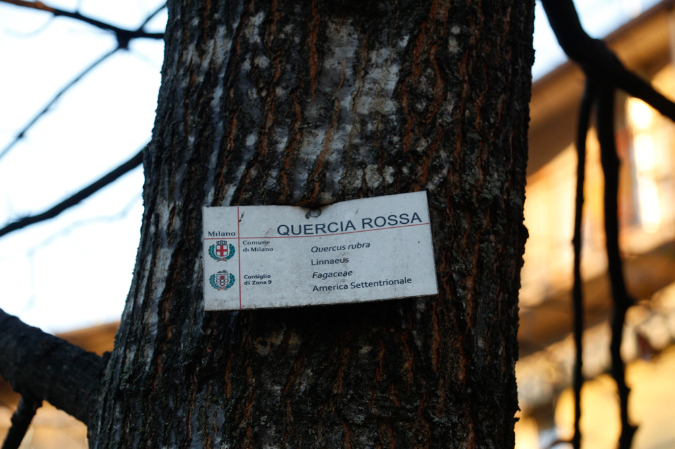 QUERCIA ROSSA
Milano
Comune
di Milano
Consiglio
di Zona 9
Quercus rubra
Linnaeus
Fagaceae
America Settentrionale